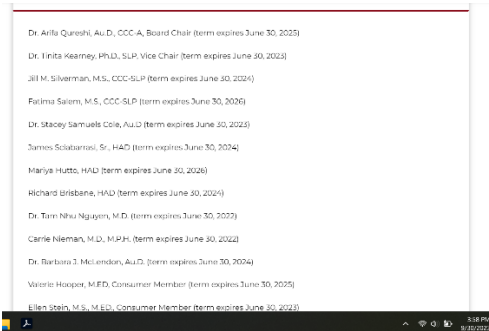 Dr. Arifa Qureshi, Au.D., CCC-A, Board Chair (term expires June 30, 2025)
Dr. Tinita Kearney, Ph.D., SLP, Vice Chair (term expires June 30, 2023)
Jill M. Silverman, M.S., CCC-SLP (term expires June 30, 2024)
Fatima Salem, M.S., CCC-SLP (term expires June 30, 2026)
Dr. Stacey Samuels Cole, Au.D (term expires June 30, 2023)
James Sclabarrasi, Sr., HAD (term expires June 30, 2024)
Mariya Hutto, HAD (term expires June 30, 2026)
Richard Brisbane, HAD (term expires June 30, 2024)
Dr. Tam Nhu Nguyen, M.D. (term expires June 30, 2022)
Carrie Nieman, M.D., M.P.H, (term expires June 30, 2022)
Dr. Barbara J. McLendon, Au.D. (term expires June 30, 2024)
Valerie Hooper, M.ED, Consumer Member (term expires June 30, 2025)
Ellen Stein, M.S., M.ED., Consumer Member (term expires June 30, 2023)
3:58 PM